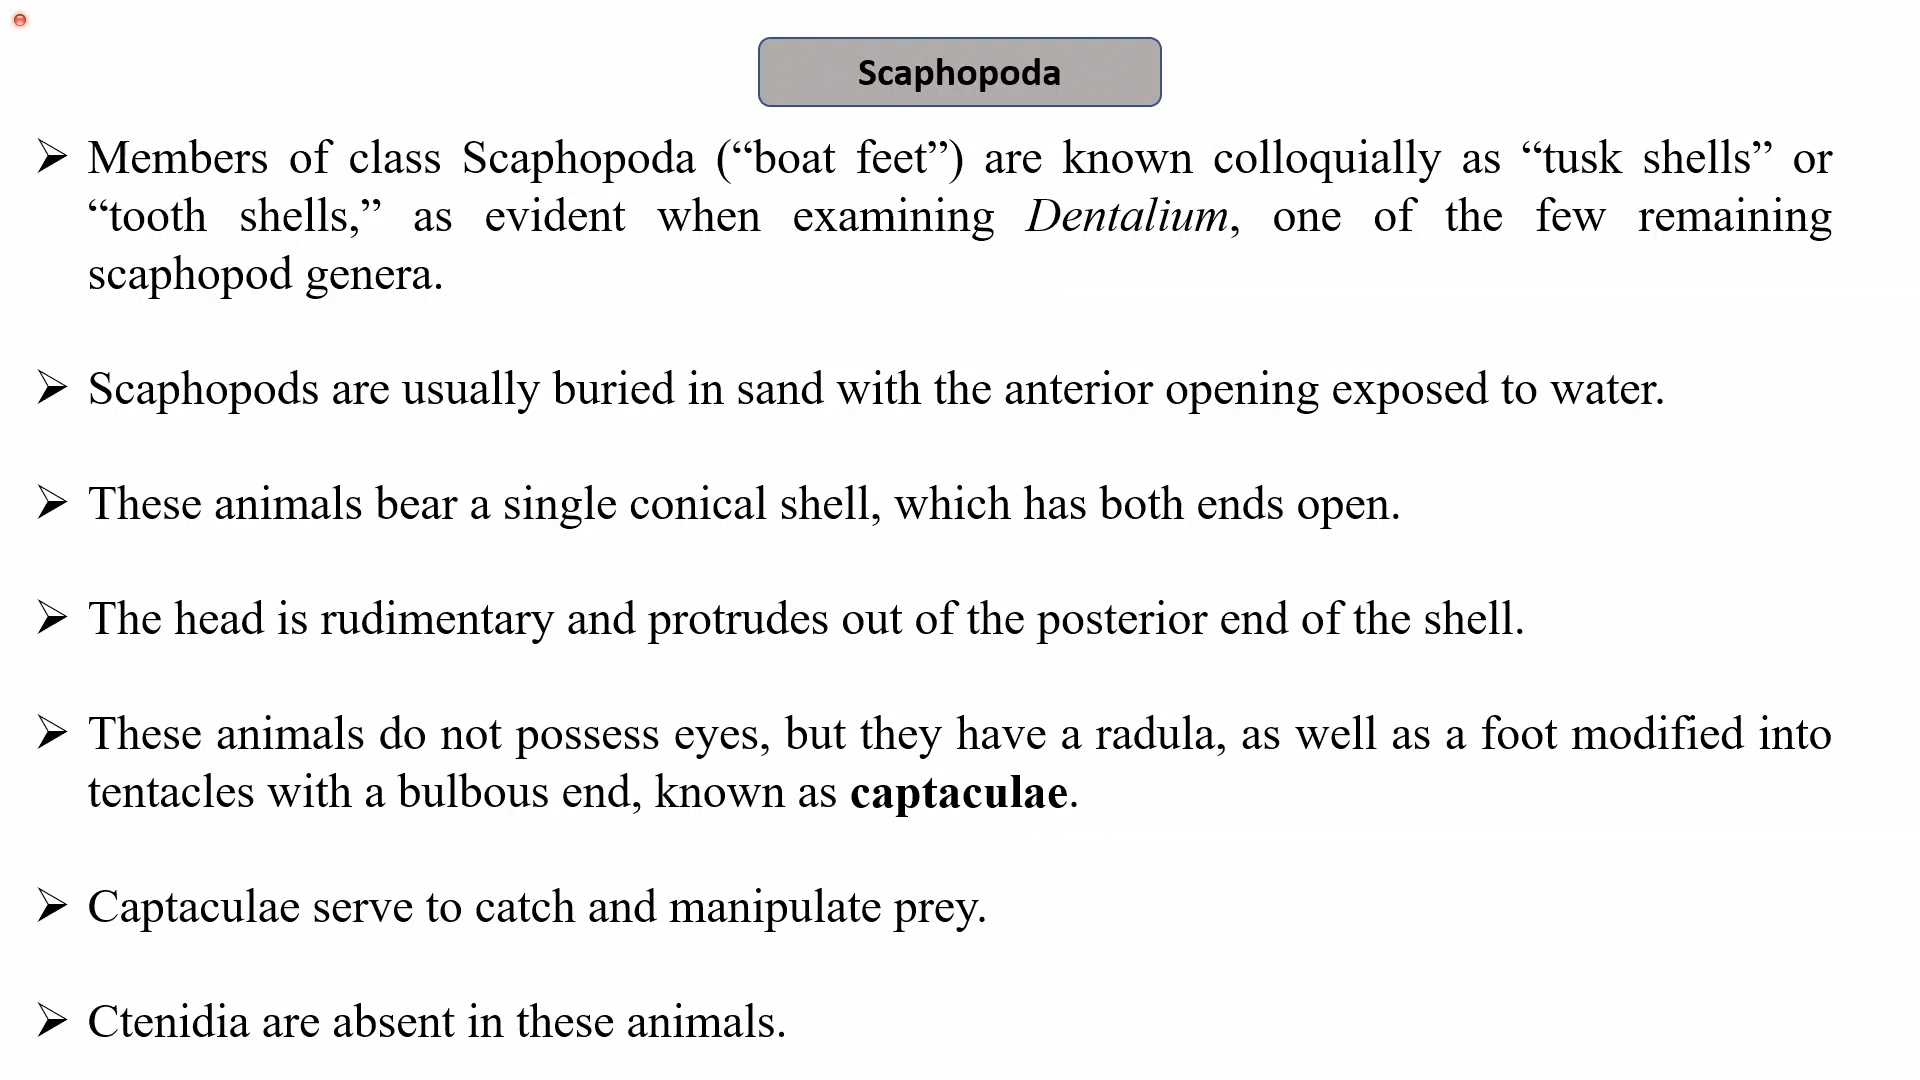 Scaphopoda
➢ Members of class Scaphopoda (“boat feet”) are known colloquially as “tusk shells” or
“tooth shells,” as evident when examining Dentalium, one of the few remaining
scaphopod genera.
➢ Scaphopods are usually buried in sand with the anterior opening exposed to water.
➢ These animals bear a single conical shell, which has both ends open.
➢ The head is rudimentary and protrudes out of the posterior end of the shell.
➢ These animals do not possess eyes, but they have a radula, as well as a foot modified into
tentacles with a bulbous end, known as captaculae.
➢ Captaculae serve to catch and manipulate prey.
➢ Ctenidia are absent in these animals.